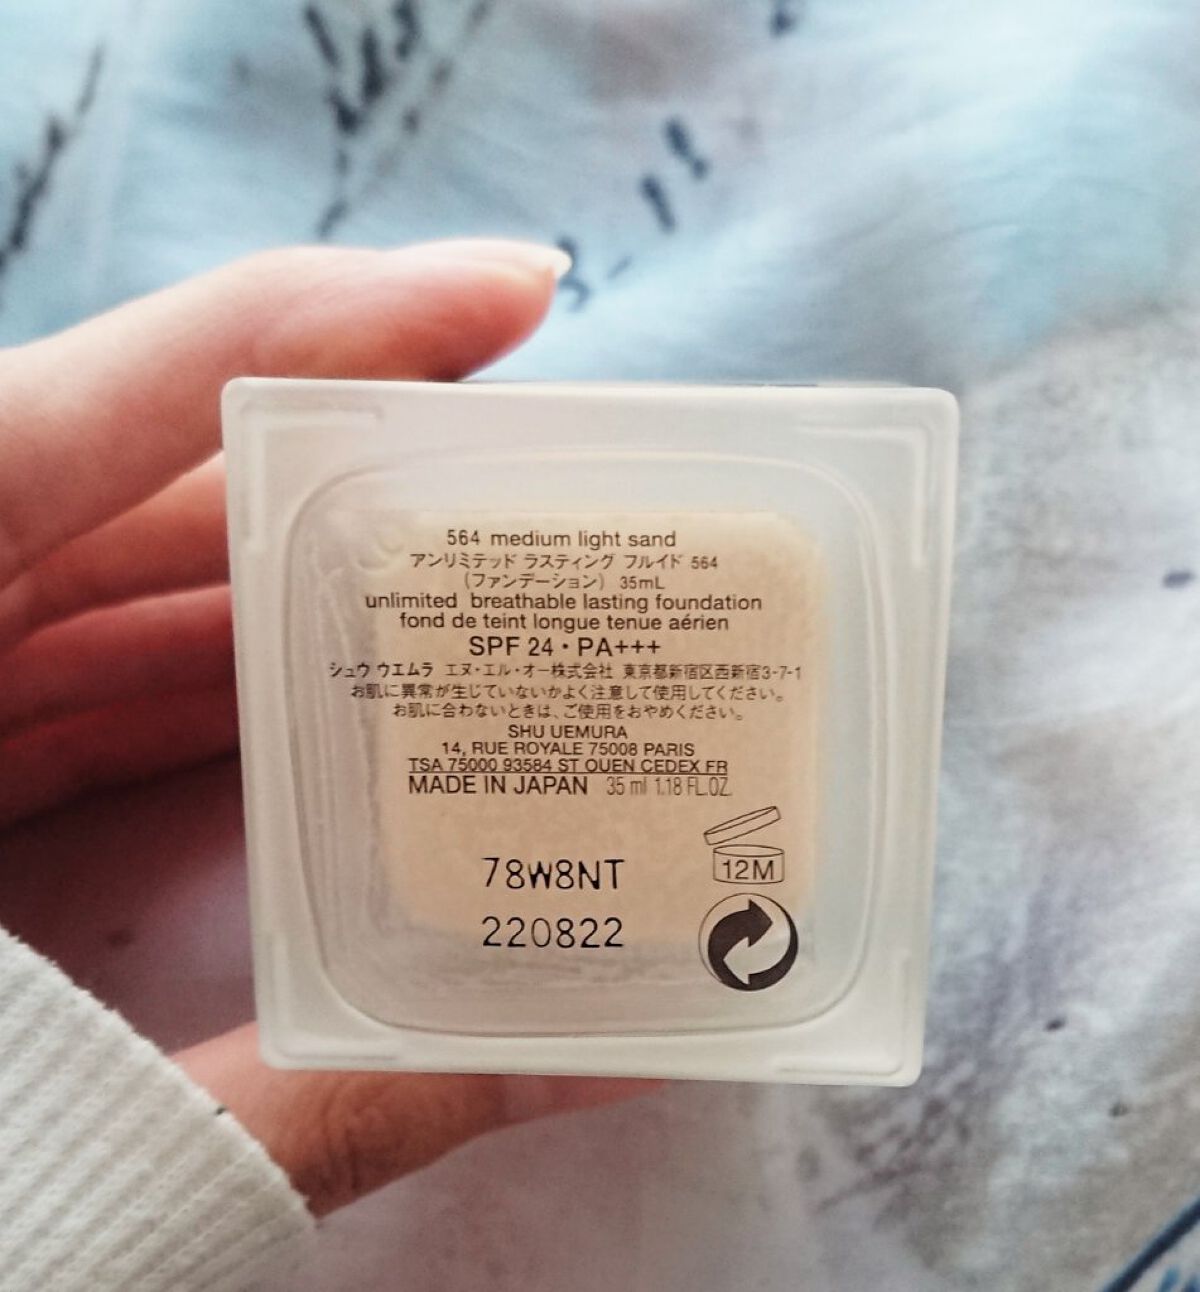 564 medium light sand
アンリミテッド ラスティング フルイド 564
（ファンデーション） 35mL
unlimited breathable lasting foundation
fond de teint longue tenue aérien
SPF 24・PA+++
シュウ ウエムラ エヌ・エル・オー株式会社 東京都新宿区西新宿3-7-1
お肌に異常が生じていないかよく注意して使用してください。
お肌に合わないときは、ご使用をおやめください。
SHU UEMURA
14, RUE ROYALE 75008 PARIS
TSA 75000 93584 ST OUEN CEDEX FR
MADE IN JAPAN 35 ml 1.18 FL.OZ.
12M
78W8NT
220822